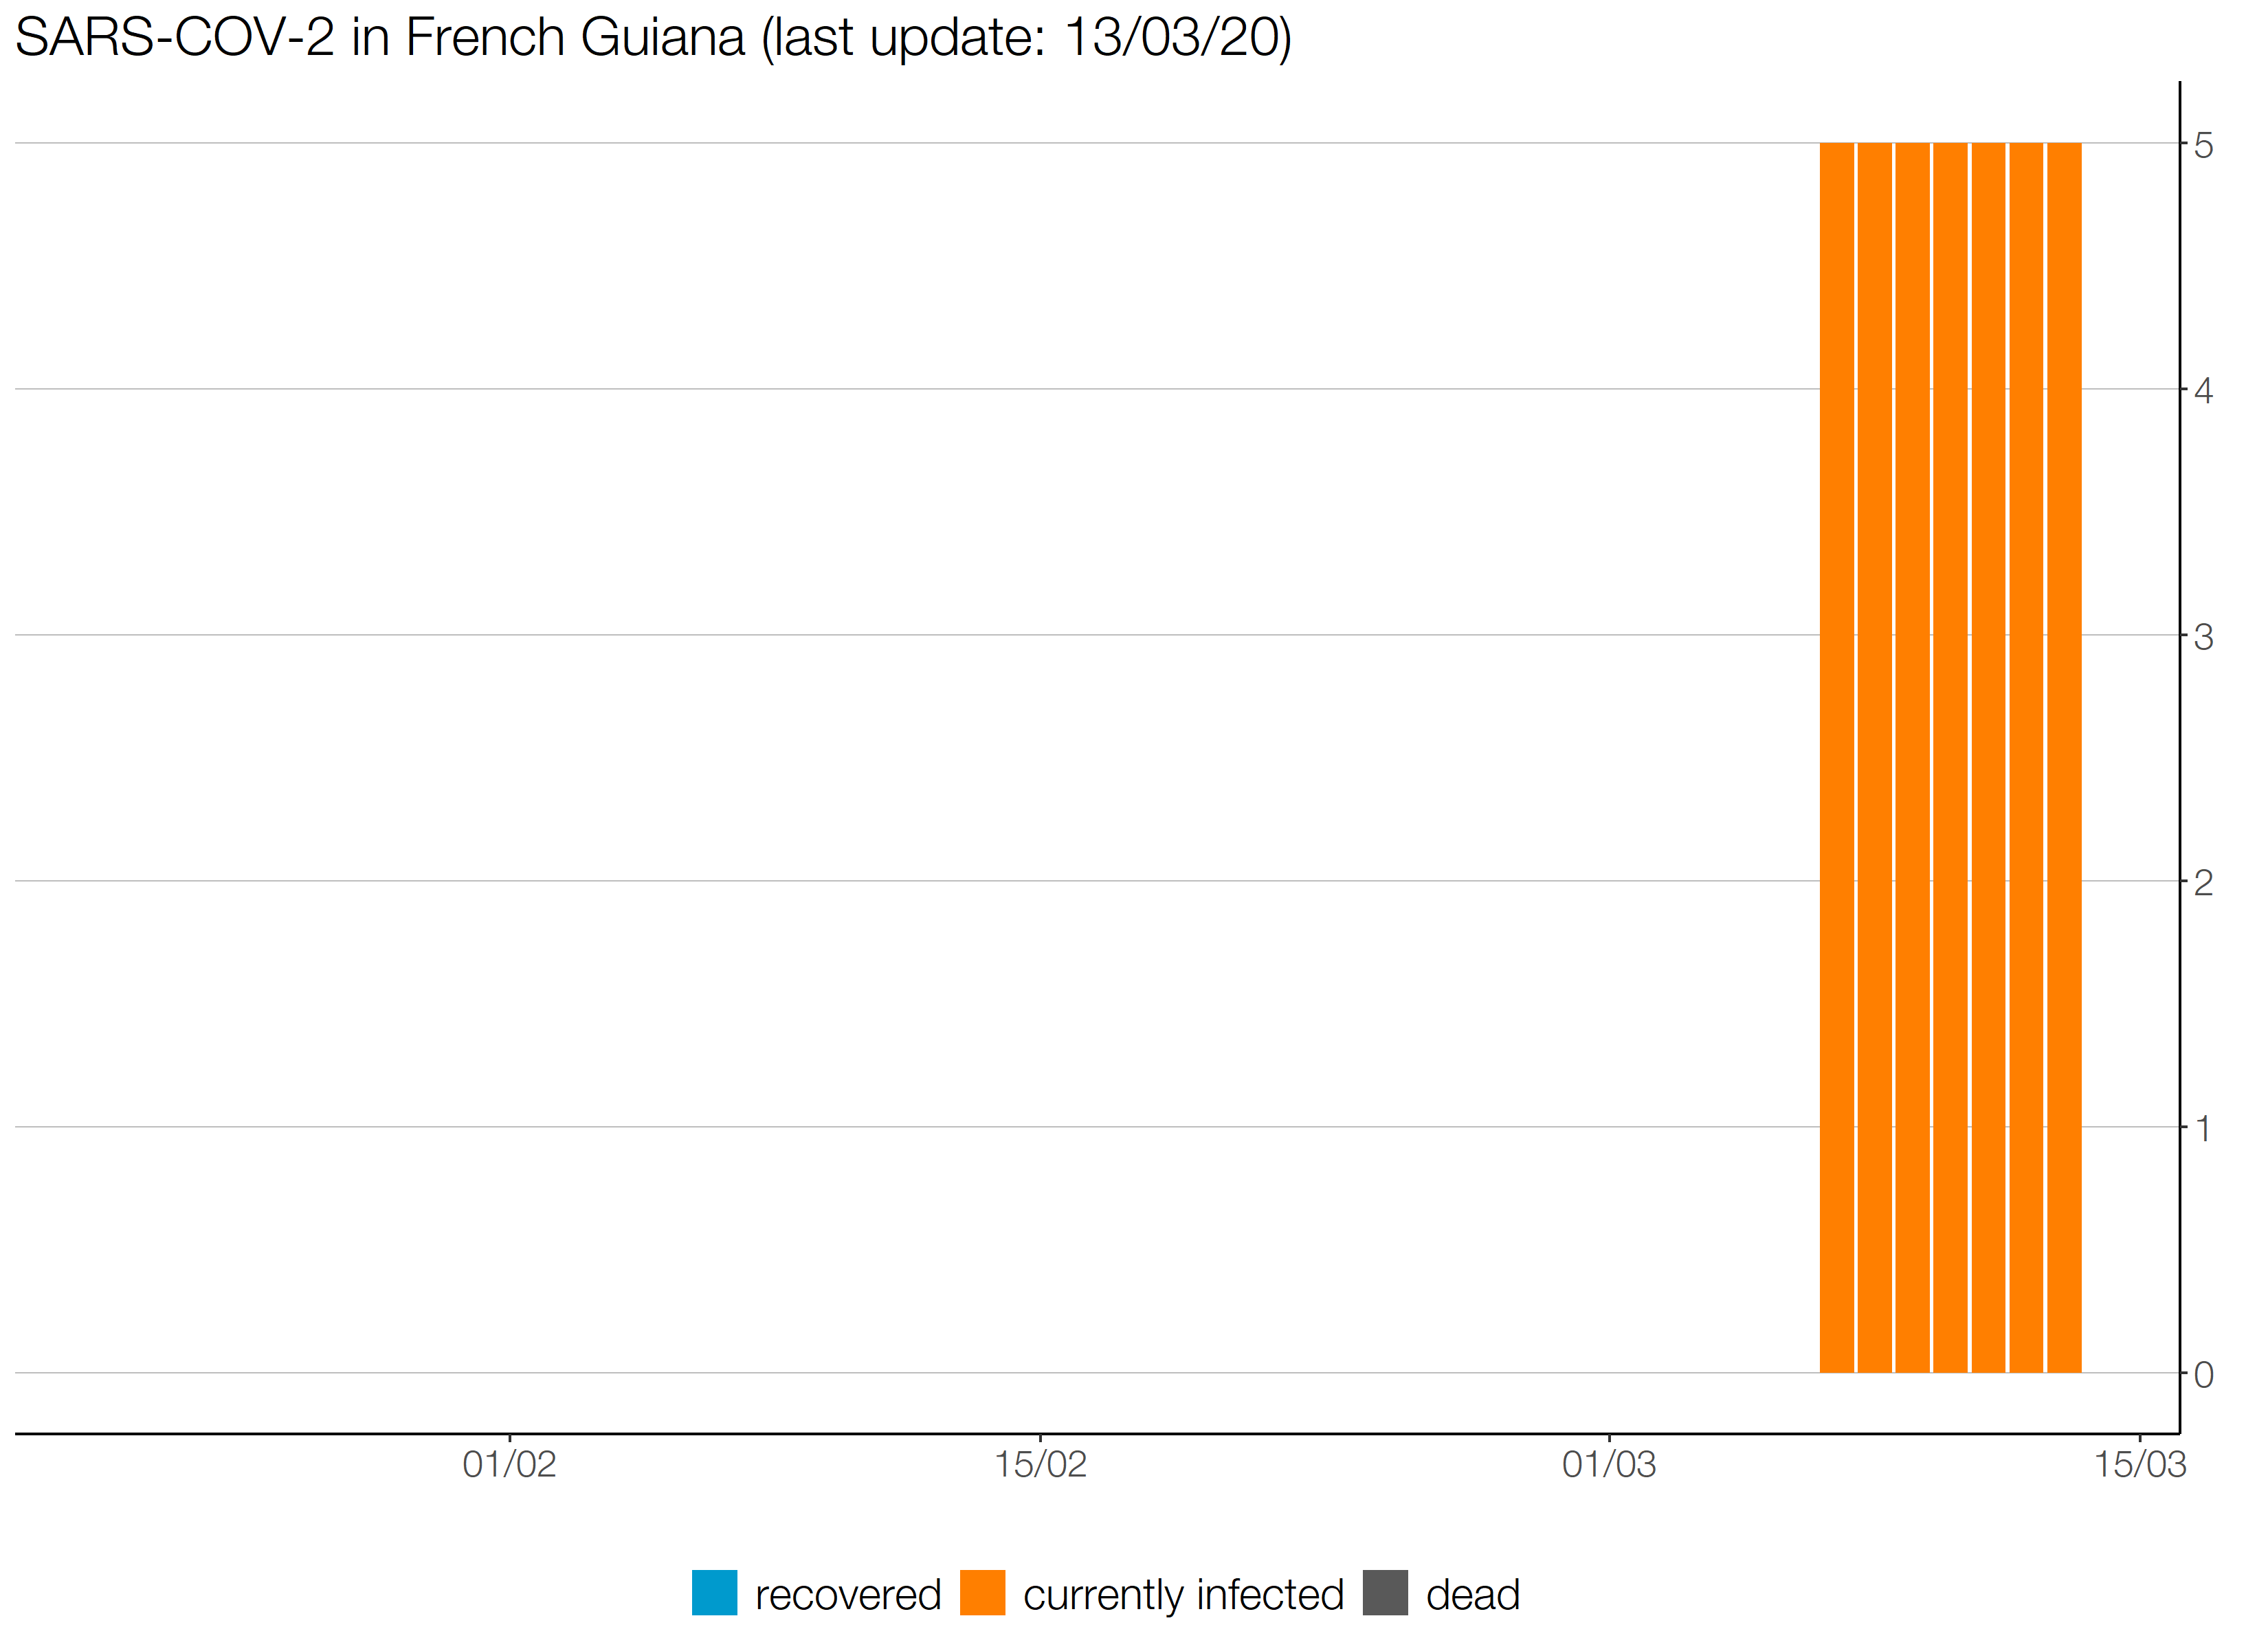 SARS-COV-2 in French Guiana (last update: 13/03/20)
5
4
3
2
1
0
01/02 15/02 01/03 15/03
recovered currently infected dead